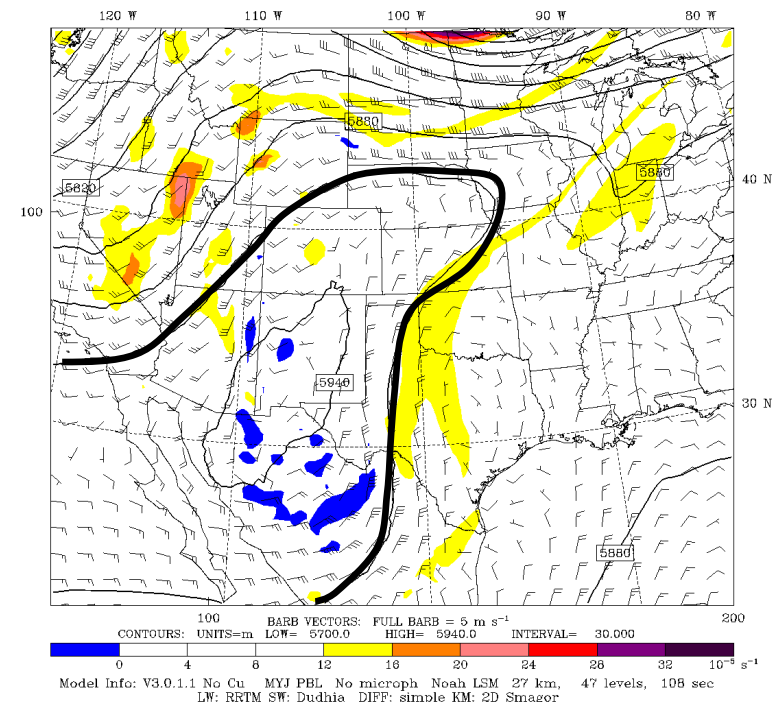 120 W 110 W 100 W 90 W 80 W
5880
5820
5880
40 N
100
5940
30 N
5880
100 200
BARB VECTORS: FULL BARB = 5 m s⁻¹
CONTOURS: UNITS=m LOW= 5700.0 HIGH= 5940.0 INTERVAL= 30.000
0 4 8 12 16 20 24 28 32 10⁻⁵ s⁻¹
Model Info: V3.0.1.1 No Cu MYJ PBL No microph Noah LSM 27 km, 47 levels, 108 sec
LW: RRTM SW: Dudhia DIFF: simple KM: 2D Smagor